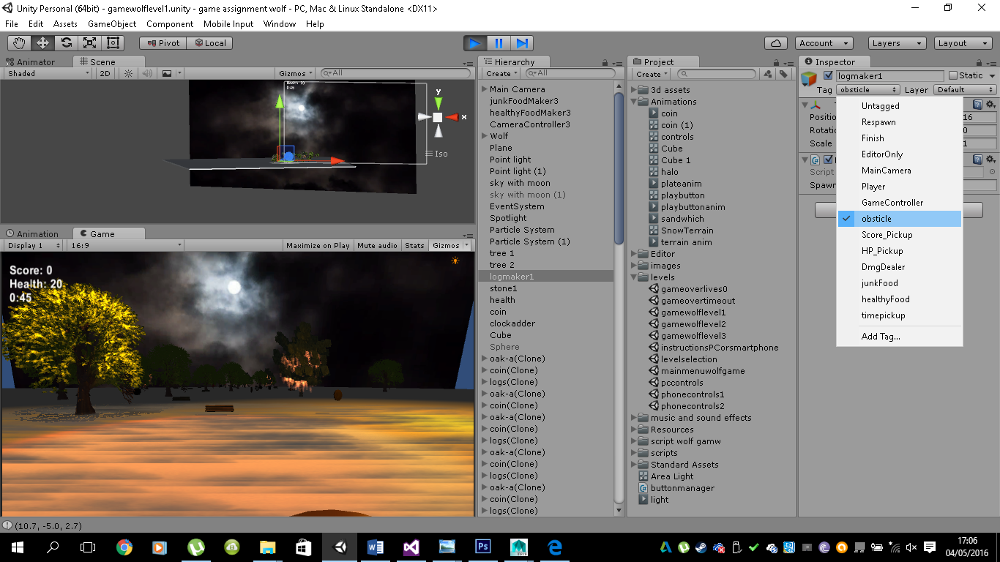 Unity Personal (64bit) - gamewolflevel1.unity - game assignment wolf - PC, Mac & Linux Standalone <DX11>
File Edit Assets GameObject Component Mobile Input Window Help
Pivot Local Account Layers Layout
Animator Scene
Shaded 2D Gizmos All
Health: 20
0:45
y
x
Iso
Animation Game
Display 1 16:9 Maximize on Play Mute audio Stats Gizmos
Score: 0
Health: 20
0:45
Hierarchy
Create All
Main Camera
junkFoodMaker3
healthyFoodMaker3
CameraController3
Wolf
Plane
Point light
Point light (1)
sky with moon
sky with moon (1)
EventSystem
Spotlight
Particle System
Particle System (1)
tree 1
tree 2
logmaker1
stone1
health
coin
clockadder
Cube
Sphere
oak-a(Clone)
coin(Clone)
logs(Clone)
oak-a(Clone)
coin(Clone)
oak-a(Clone)
coin(Clone)
logs(Clone)
oak-a(Clone)
coin(Clone)
logs(Clone)
oak-a(Clone)
coin(Clone)
logs(Clone)
Project
Create
3d assets
Animations
coin
coin (1)
controls
Cube
Cube 1
halo
plateanim
playbutton
playbuttonanim
sandwhich
SnowTerrain
terrain anim
Editor
images
levels
gameoverlives0
gameovertimeout
gamewolflevel1
gamewolflevel2
gamewolflevel3
instructionsPCorsmartphone
levelselection
mainmenuwolfgame
pccontrols
phonecontrols1
phonecontrols2
music and sound effects
Resources
script wolf gamw
scripts
Standard Assets
Area Light
buttonmanager
light
Inspector
logmaker1 Static
Tag obsticle Layer Default
Positio 16
Rotatio 0
Scale 1
Script
Spawn
Untagged
Respawn
Finish
EditorOnly
MainCamera
Player
GameController
obsticle
Score_Pickup
HP_Pickup
DmgDealer
junkFood
healthyFood
timepickup
Add Tag...
(10.7, -5.0, 2.7)
17:06
04/05/2016